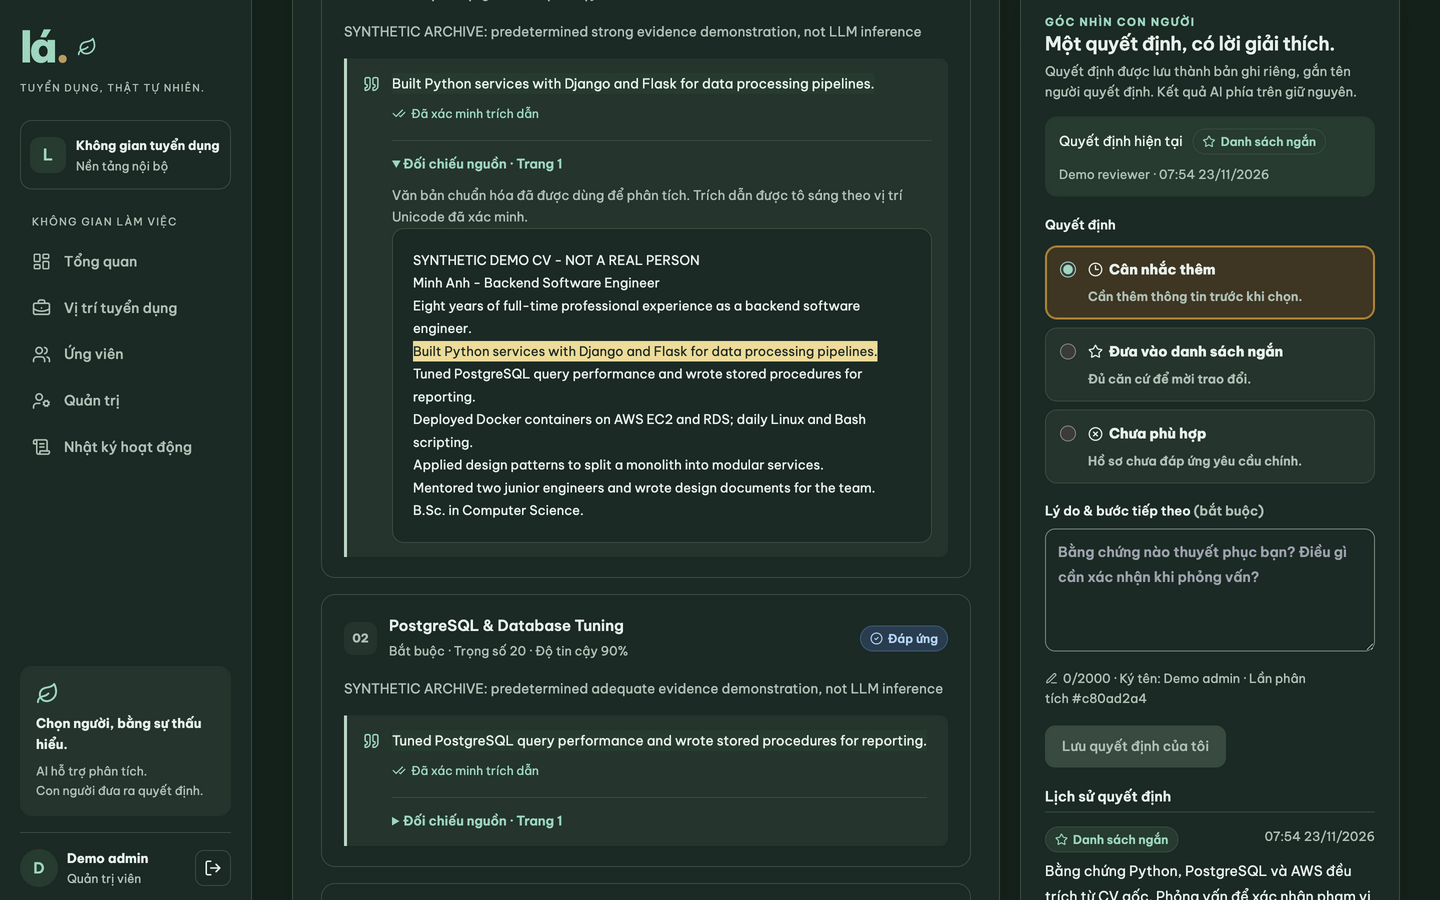 lá.
TUYỂN DỤNG, THẬT TỰ NHIÊN.
L
Không gian tuyển dụng
Nền tảng nội bộ
KHÔNG GIAN LÀM VIỆC
Tổng quan
Vị trí tuyển dụng
Ứng viên
Quản trị
Nhật ký hoạt động
Chọn người, bằng sự thấu
hiểu.
AI hỗ trợ phân tích.
Con người đưa ra quyết định.
D
Demo admin
Quản trị viên
SYNTHETIC ARCHIVE: predetermined strong evidence demonstration, not LLM inference
Built Python services with Django and Flask for data processing pipelines.
Đã xác minh trích dẫn
Đối chiếu nguồn · Trang 1
Văn bản chuẩn hóa đã được dùng để phân tích. Trích dẫn được tô sáng theo vị trí
Unicode đã xác minh.
SYNTHETIC DEMO CV - NOT A REAL PERSON
Minh Anh - Backend Software Engineer
Eight years of full-time professional experience as a backend software
engineer.
Built Python services with Django and Flask for data processing pipelines.
Tuned PostgreSQL query performance and wrote stored procedures for
reporting.
Deployed Docker containers on AWS EC2 and RDS; daily Linux and Bash
scripting.
Applied design patterns to split a monolith into modular services.
Mentored two junior engineers and wrote design documents for the team.
B.Sc. in Computer Science.
02
PostgreSQL & Database Tuning
Bắt buộc · Trọng số 20 · Độ tin cậy 90%
Đáp ứng
SYNTHETIC ARCHIVE: predetermined adequate evidence demonstration, not LLM inference
Tuned PostgreSQL query performance and wrote stored procedures for reporting.
Đã xác minh trích dẫn
Đối chiếu nguồn · Trang 1
GÓC NHÌN CON NGƯỜI
Một quyết định, có lời giải thích.
Quyết định được lưu thành bản ghi riêng, gắn tên
người quyết định. Kết quả AI phía trên giữ nguyên.
Quyết định hiện tại
Danh sách ngắn
Demo reviewer · 07:54 23/11/2026
Quyết định
Cân nhắc thêm
Cần thêm thông tin trước khi chọn.
Đưa vào danh sách ngắn
Đủ căn cứ để mời trao đổi.
Chưa phù hợp
Hồ sơ chưa đáp ứng yêu cầu chính.
Lý do & bước tiếp theo (bắt buộc)
Bằng chứng nào thuyết phục bạn? Điều gì
cần xác nhận khi phỏng vấn?
0/2000 · Ký tên: Demo admin · Lần phân
tích #c80ad2a4
Lưu quyết định của tôi
Lịch sử quyết định
Danh sách ngắn
07:54 23/11/2026
Bằng chứng Python, PostgreSQL và AWS đều
trích từ CV gốc. Phỏng vấn để xác nhận phạm vi